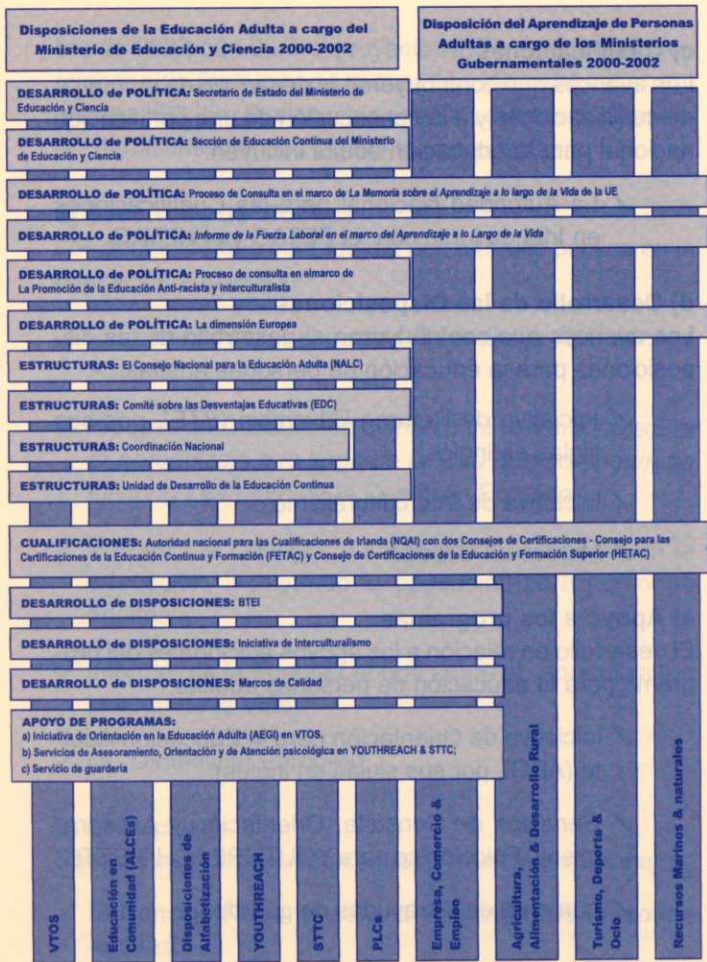 Disposiciones de la Educación Adulta a cargo del
Ministerio de Educación y Ciencia 2000-2002
Disposición del Aprendizaje de Personas
Adultas a cargo de los Ministerios
Gubernamentales 2000-2002
DESARROLLO de POLÍTICA: Secretario de Estado del Ministerio de
Educación y Ciencia
DESARROLLO de POLÍTICA: Sección de Educación Contínua del Ministerio
de Educación y Ciencia
DESARROLLO de POLÍTICA: Proceso de Consulta en el marco de La Memoria sobre el Aprendizaje a lo largo de la Vida de la UE
DESARROLLO de POLÍTICA: Informe de la Fuerza Laboral en el marco del Aprendizaje a lo Largo de la Vida
DESARROLLO de POLÍTICA: Proceso de consulta en elmarco de
La Promoción de la Educación Anti-racista y interculturalista
DESARROLLO de POLÍTICA: La dimensión Europea
ESTRUCTURAS: El Consejo Nacional para la Educación Adulta (NALC)
ESTRUCTURAS: Comité sobre las Desventajas Educativas (EDC)
ESTRUCTURAS: Coordinación Nacional
ESTRUCTURAS: Unidad de Desarrollo de la Educación Continua
CUALIFICACIONES: Autoridad nacional para las Cualificaciones de Irlanda (NQAI) con dos Consejos de Certificaciones - Consejo para las
Certificaciones de la Educación Continua y Formación (FETAC) y Consejo de Certificaciones de la Educación y Formación Superior (HETAC)
DESARROLLO de DISPOSICIONES: BTEI
DESARROLLO de DISPOSICIONES: Iniciativa de Interculturalismo
DESARROLLO de DISPOSICIONES: Marcos de Calidad
APOYO DE PROGRAMAS:
a) Iniciativa de Orientación en la Educación Adulta (AEGI) en VTOS.
b) Servicios de Asesoramiento, Orientación y de Atención psicológica en YOUTHREACH & STTC;
c) Servicio de guardería
VTOS
Educación en
Comunidad (ALCEs)
Disposiciones de
Alfabetización
YOUTHREACH
STTC
PLCs
Empresa, Comercio &
Empleo
Agricultura,
Alimentación & Desarrollo Rural
Turismo, Deporte &
Ocio
Recursos Marinos & naturales